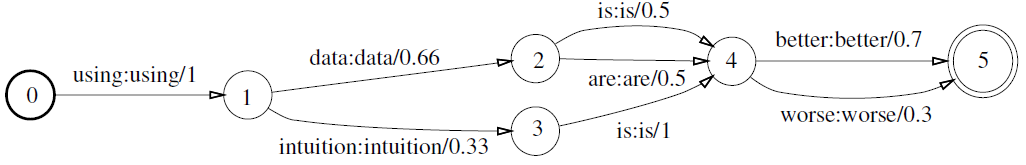 0
using:using/1
1
data:data/0.66
intuition:intuition/0.33
2
3
is:is/0.5
are:are/0.5
is:is/1
4
better:better/0.7
worse:worse/0.3
5